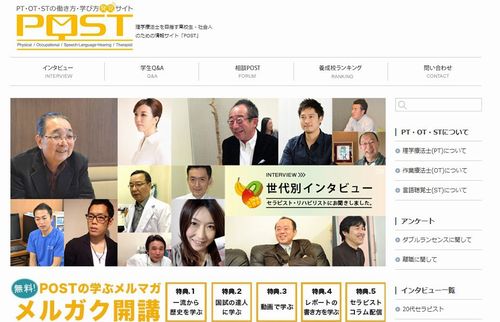 PT・OT・STの働き方・学び方発見サイト
POST
Physical / Occupational / Speech-Language-Hearing / Therapist
理学療法士を目指す高校生・社会人
のための情報サイト「POST」
インタビュー
INTERVIEW
学生Q&A
Q&A
相談POST
FORUM
養成校ランキング
RANKING
問い合わせ
CONTACT
INTERVIEW
世代別インタビュー
セラピスト・リハビリストにお聞きしました。
PT・OT・STについて
理学療法士(PT)について
作業療法士(OT)について
言語聴覚士(ST)について
アンケート
ダブルランセンスに関して
離職に関して
インタビュー一覧
20代セラピスト
無料!
POSTの学ぶメルマガ
メルガク開講
特典.1
一流から
歴史を学ぶ
特典.2
国試の達人
に学ぶ
特典.3
動画で学ぶ
特典.4
レポートの
書き方を学ぶ
特典.5
セラピスト
コラム配信